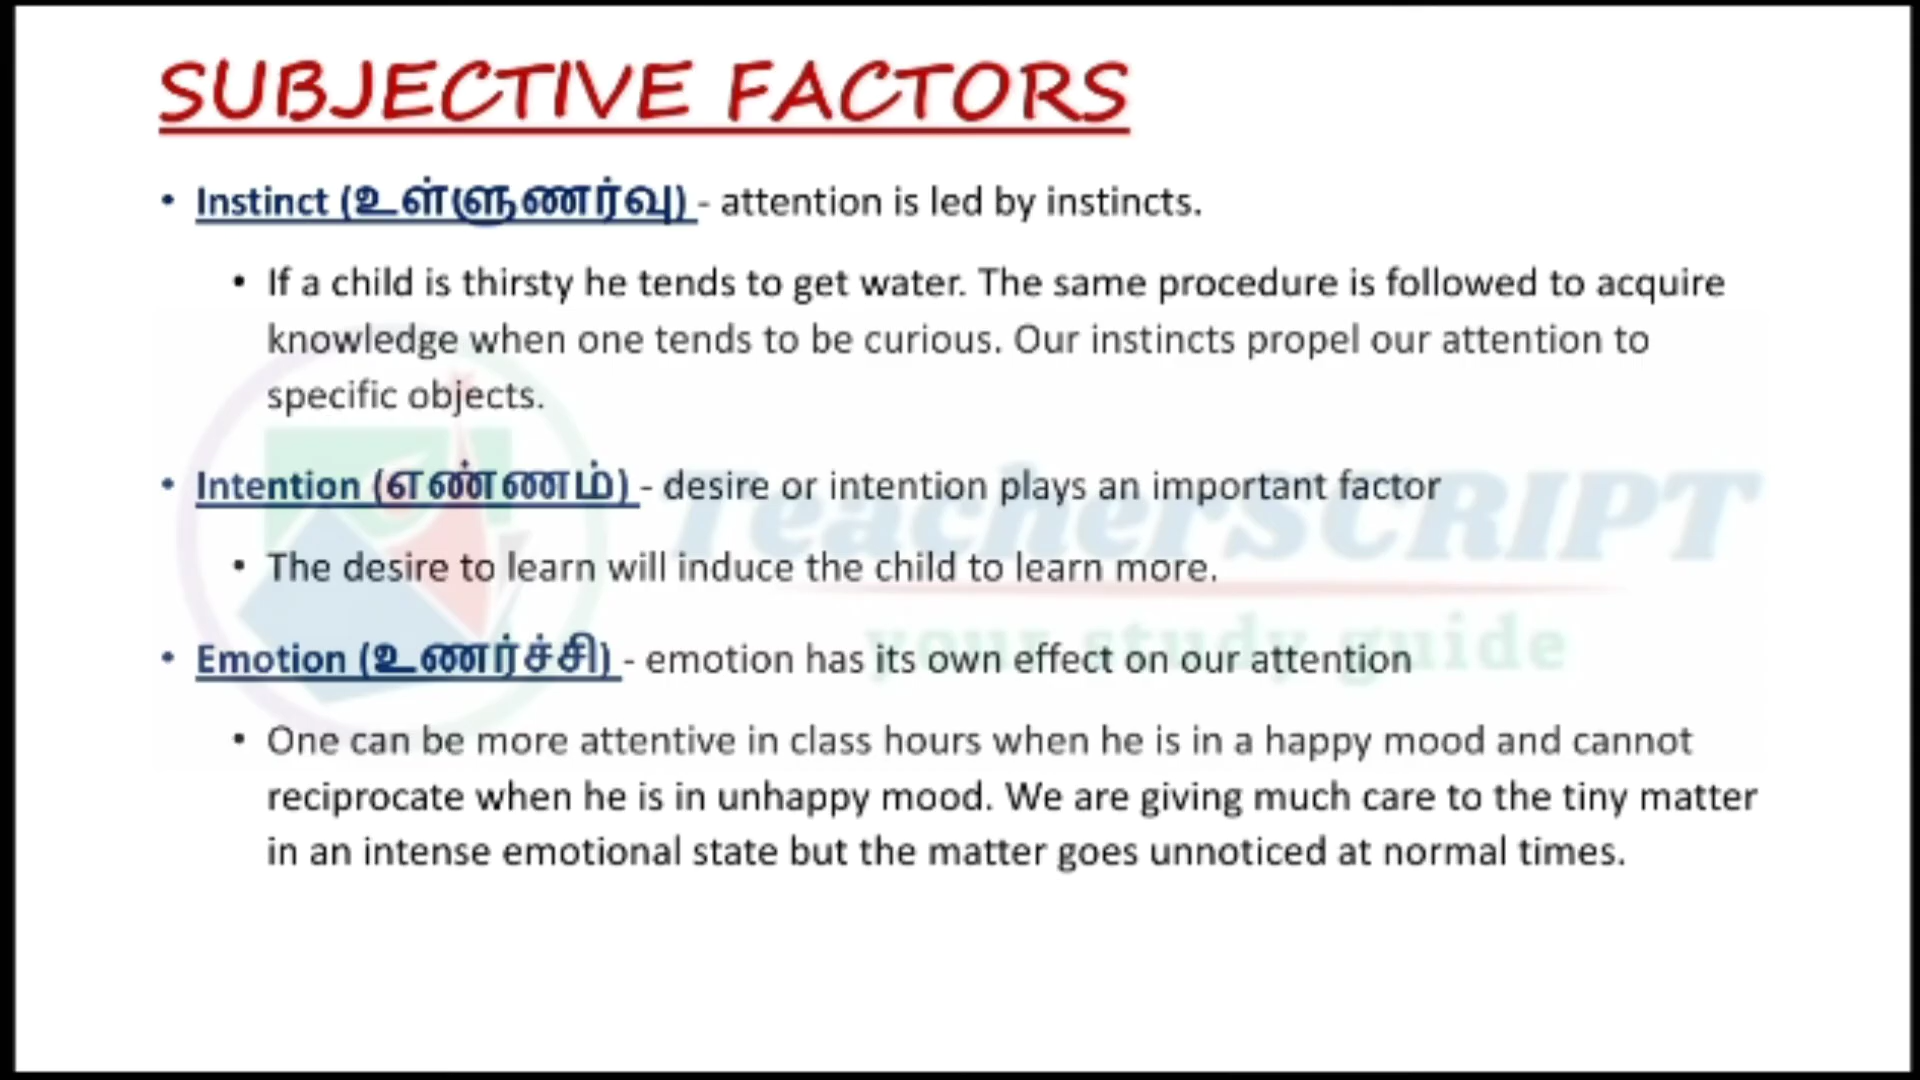 SUBJECTIVE FACTORS
• Instinct (உள்ளுணர்வு) - attention is led by instincts.
• If a child is thirsty he tends to get water. The same procedure is followed to acquire
knowledge when one tends to be curious. Our instincts propel our attention to
specific objects.
• Intention (எண்ணம்) - desire or intention plays an important factor
• The desire to learn will induce the child to learn more.
• Emotion (உணர்ச்சி) - emotion has its own effect on our attention
• One can be more attentive in class hours when he is in a happy mood and cannot
reciprocate when he is in unhappy mood. We are giving much care to the tiny matter
in an intense emotional state but the matter goes unnoticed at normal times.
TeacherSCRIPT
your study guide